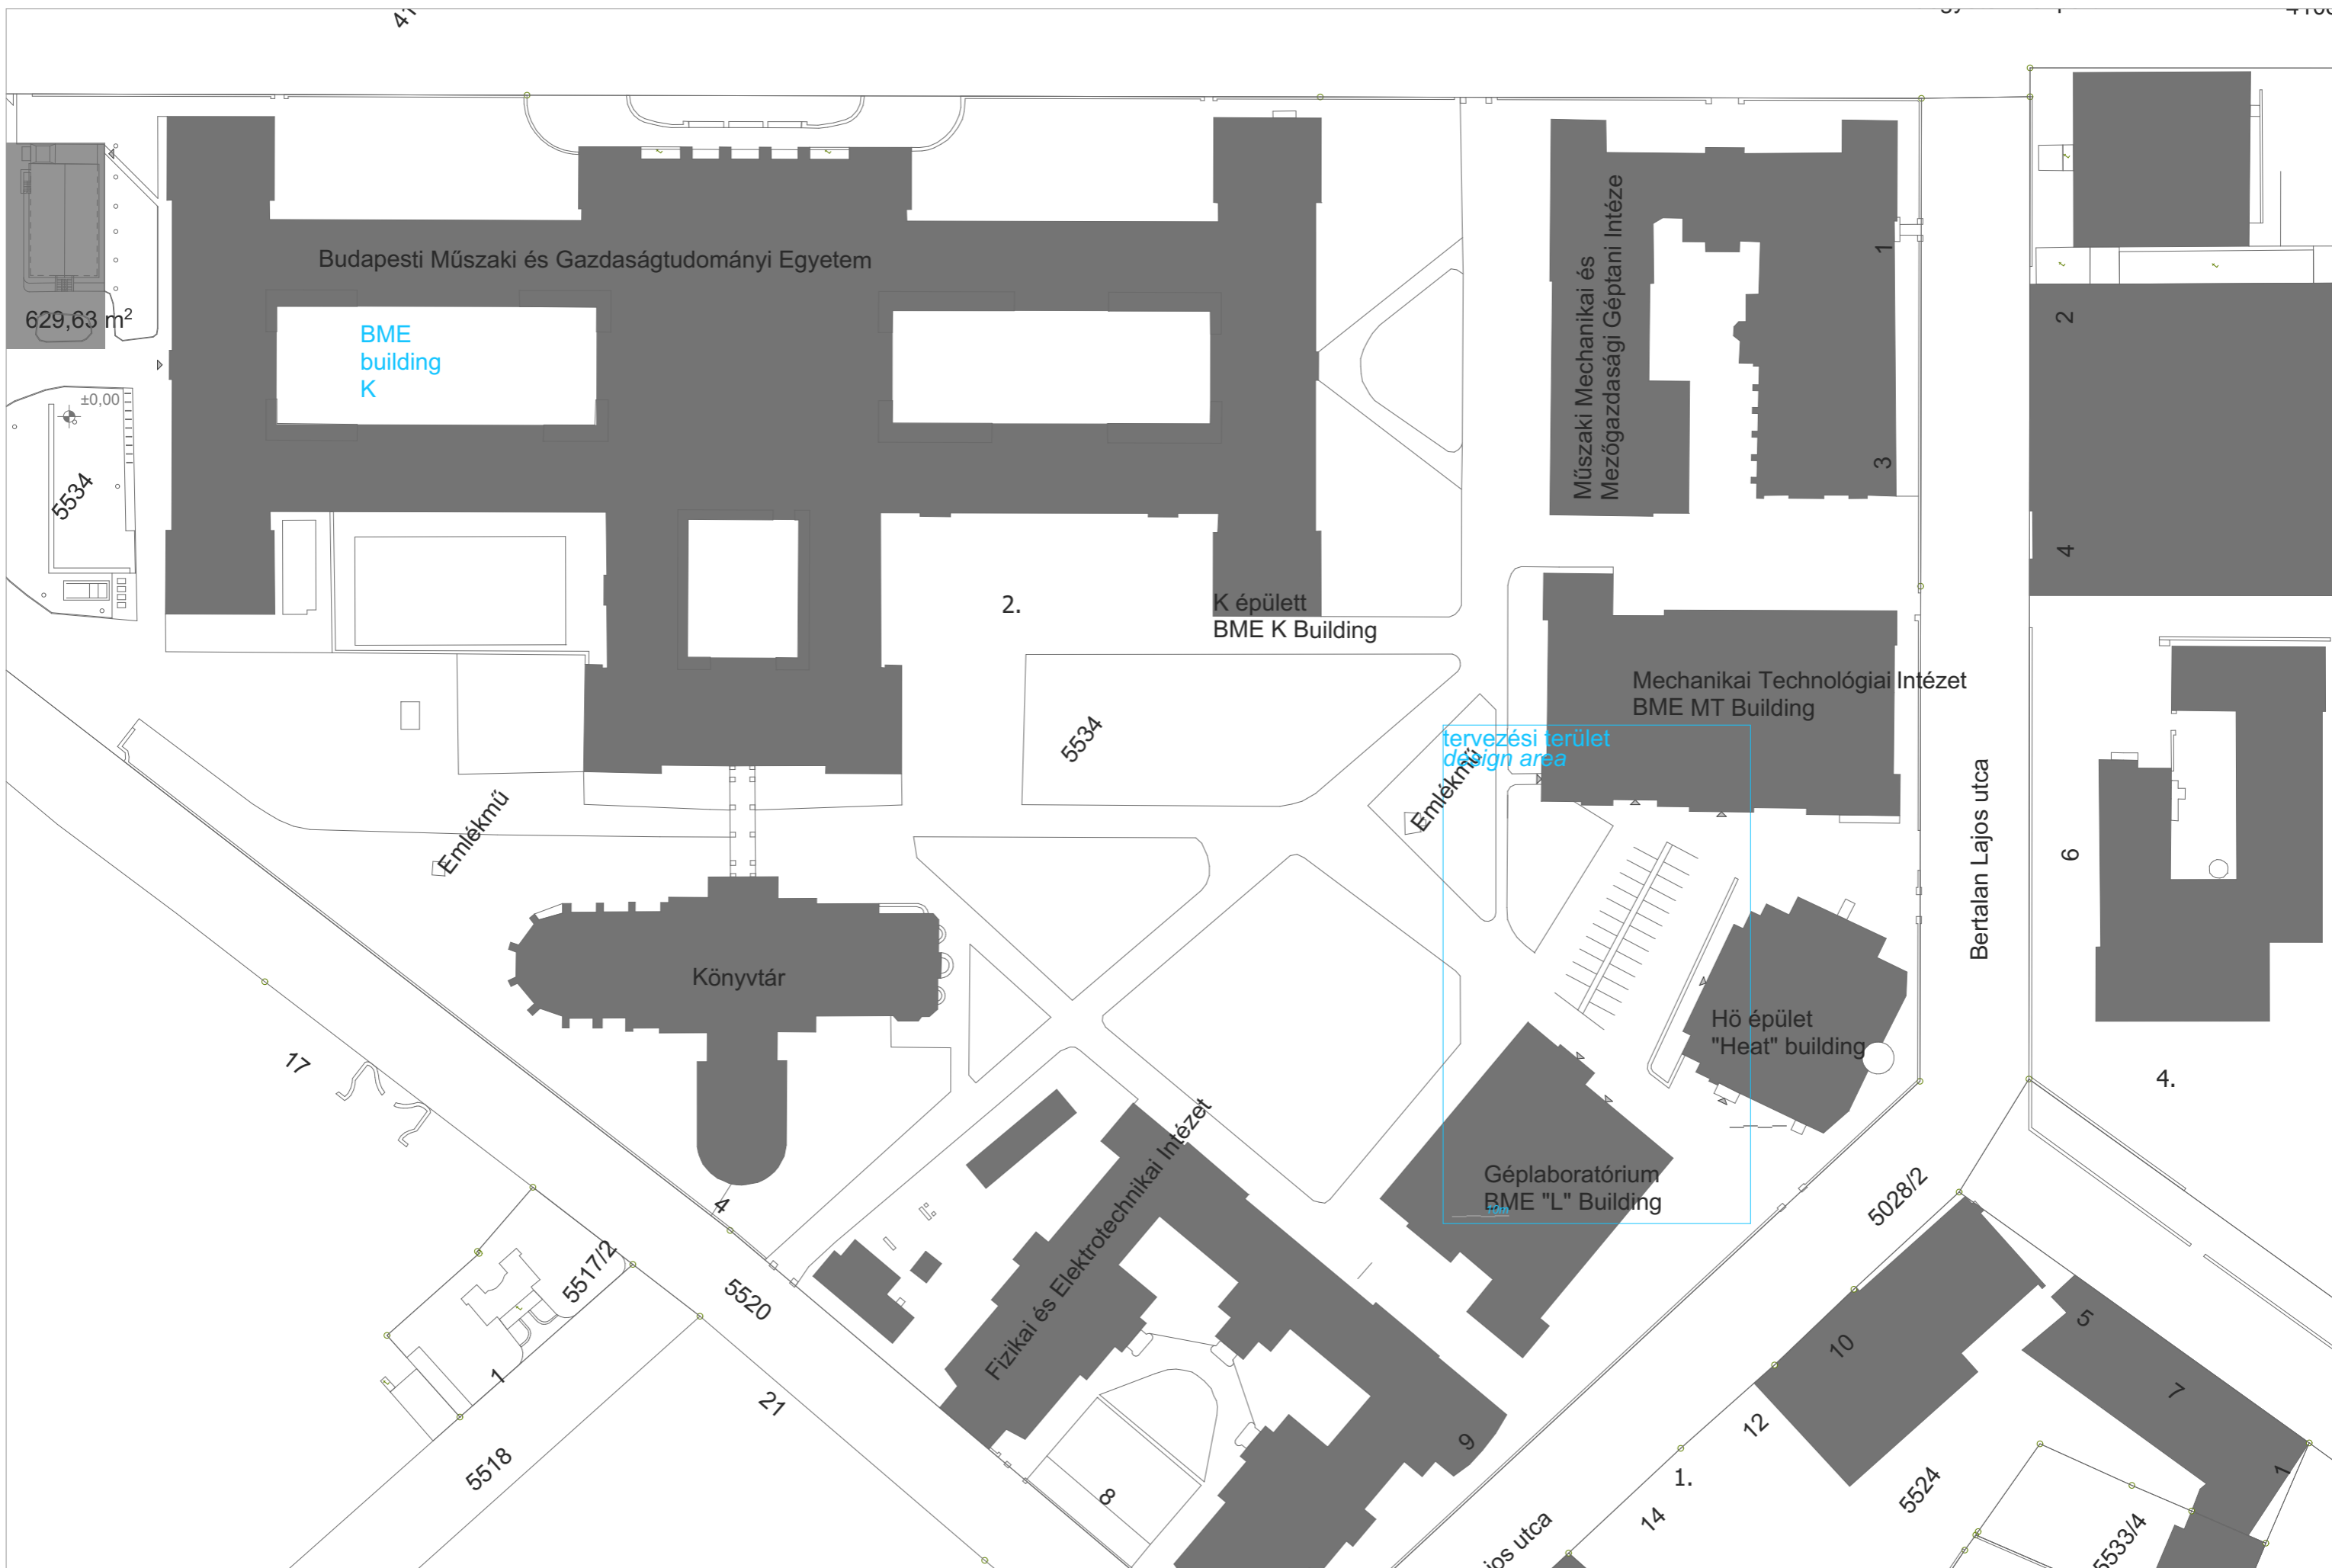 Budapesti Műszaki és Gazdaságtudományi Egyetem
629,63 m²
BME
building
K
±0,00
5534
Műszaki Mechanikai és
Mezőgazdasági Géptani Intéze
1
3
2
4
2.
K épülett
BME K Building
Mechanikai Technológiai Intézet
BME MT Building
tervezési terület
design area
5534
Emlékmű
Emlékmű
Bertalan Lajos utca
6
Könyvtár
Hö épület
"Heat" building
4.
17
Géplaboratórium
BME "L" Building
5028/2
4
Fizikai és Elektrotechnikai Intézet
5517/2
5520
1
21
5518
8
9
10
12
14
1.
5
7
1
5524
5533/4
jos utca